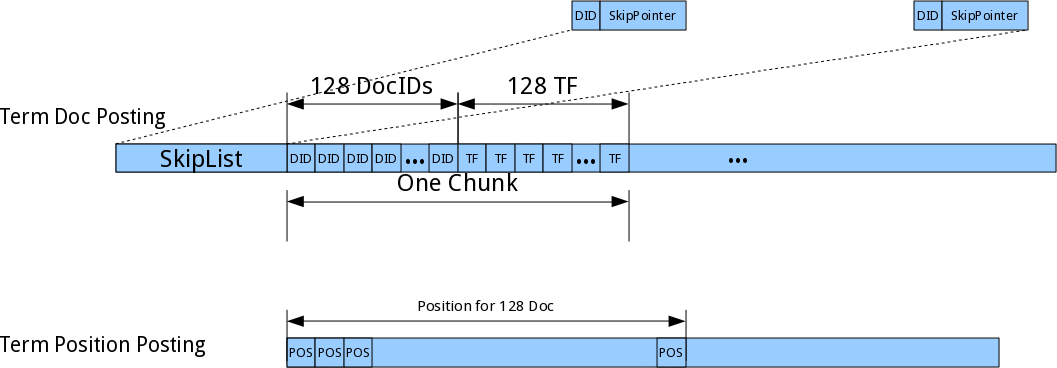 DID SkipPointer DID SkipPointer
128 DocIDs 128 TF
Term Doc Posting
SkipList DID DID DID DID ••• DID TF TF TF TF ••• TF •••
One Chunk
Position for 128 Doc
Term Position Posting POS POS POS POS